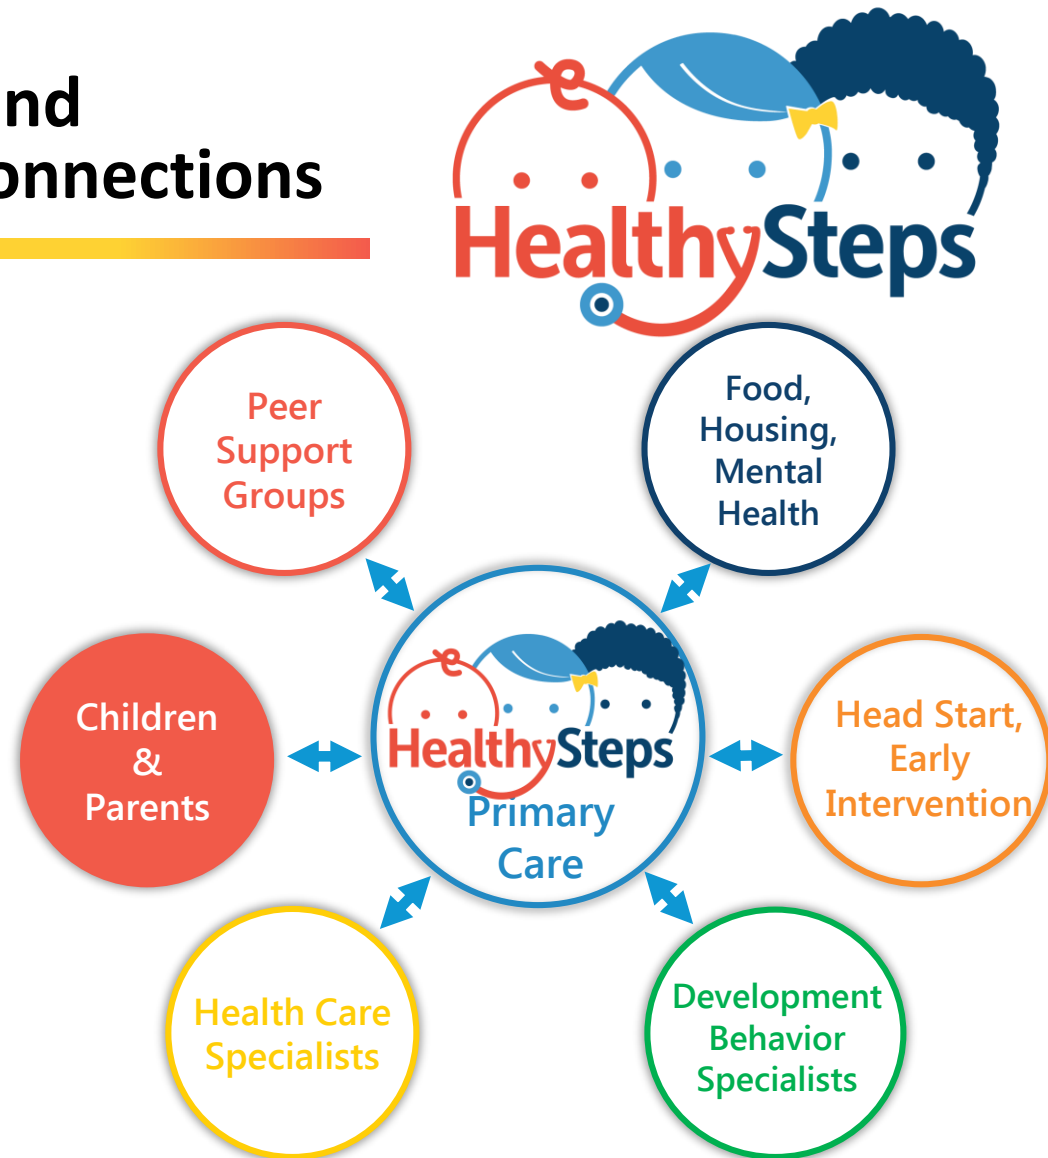 nd
onnections
HealthySteps
Peer
Support
Groups
Food,
Housing,
Mental
Health
Children
&
Parents
HealthySteps
Primary
Care
Head Start,
Early
Intervention
Health Care
Specialists
Development
Behavior
Specialists